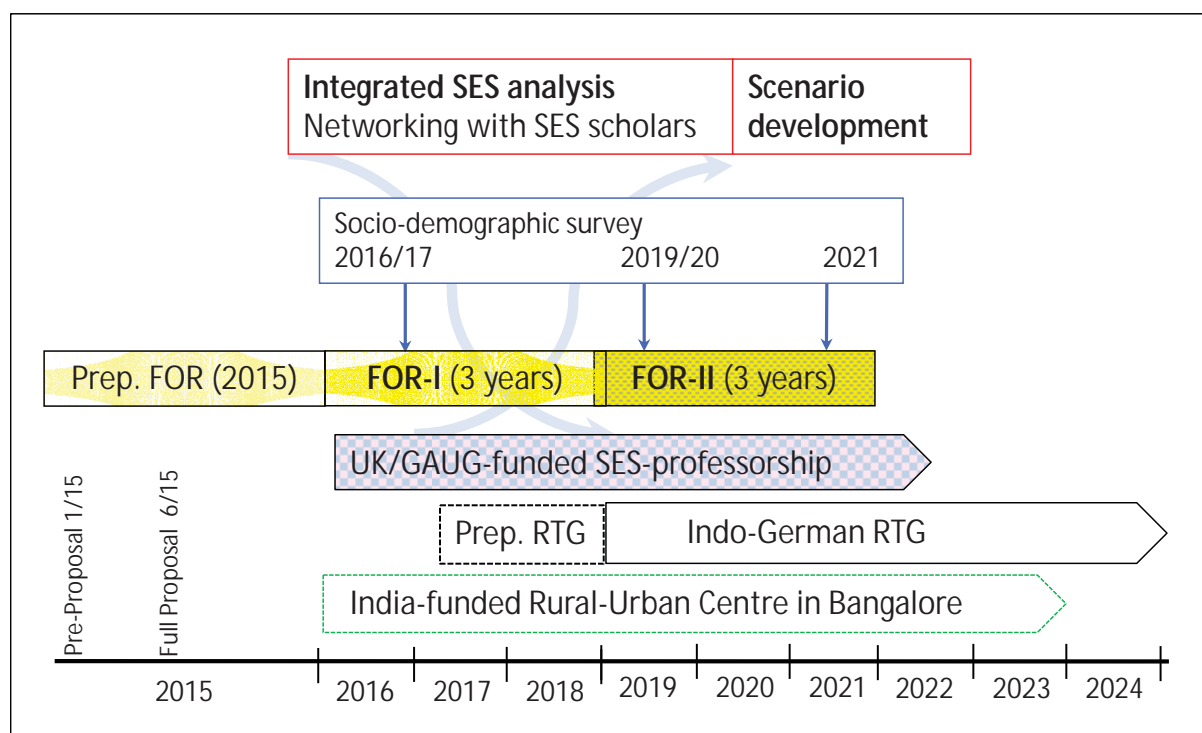 Integrated SES analysis
Networking with SES scholars
Scenario
development
Socio-demographic survey
2016/17 2019/20 2021
Prep. FOR (2015) FOR-I (3 years) FOR-II (3 years)
UK/GAUG-funded SES-professorship
Prep. RTG Indo-German RTG
India-funded Rural-Urban Centre in Bangalore
Pre-Proposal 1/15
Full Proposal 6/15
2015 2016 2017 2018 2019 2020 2021 2022 2023 2024